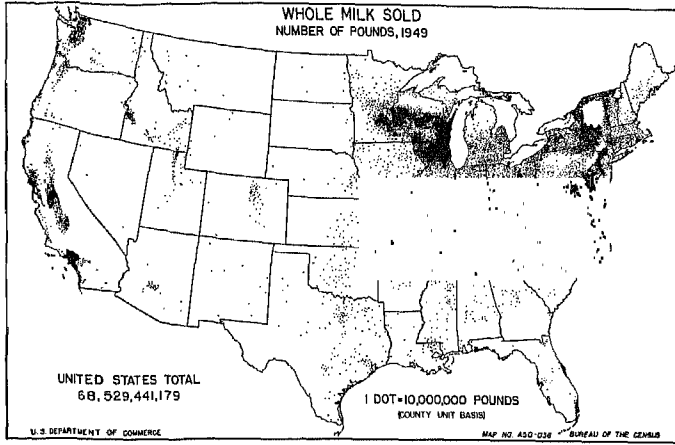 WHOLE MILK SOLD
NUMBER OF POUNDS, 1949
UNITED STATES TOTAL
68,529,441,179
1 DOT=10,000,000 POUNDS
(COUNTY UNIT BASIS)
U.S. DEPARTMENT OF COMMERCE
MAP NO. A50-036 BUREAU OF THE CENSUS